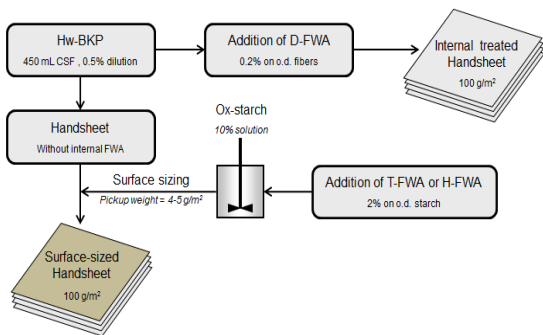 Hw-BKP
450 mL CSF , 0.5% dilution
Addition of D-FWA
0.2% on o.d. fibers
Internal treated
Handsheet
100 g/m²
Handsheet
Without internal FWA
Ox-starch
10% solution
Surface sizing
Pickup weight = 4-5 g/m²
Addition of T-FWA or H-FWA
2% on o.d. starch
Surface-sized
Handsheet
100 g/m²